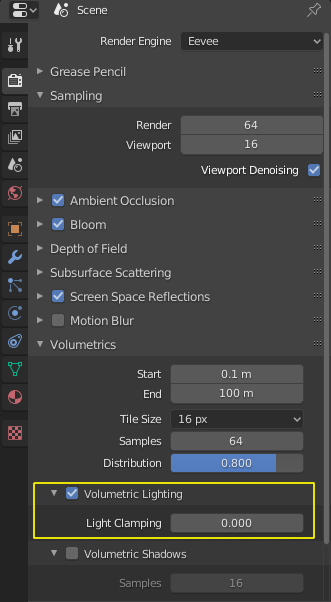 Scene
Render Engine Eevee
Grease Pencil
Sampling
Render 64
Viewport 16
Viewport Denoising
Ambient Occlusion
Bloom
Depth of Field
Subsurface Scattering
Screen Space Reflections
Motion Blur
Volumetrics
Start 0.1 m
End 100 m
Tile Size 16 px
Samples 64
Distribution 0.800
Volumetric Lighting
Light Clamping 0.000
Volumetric Shadows
Samples 16